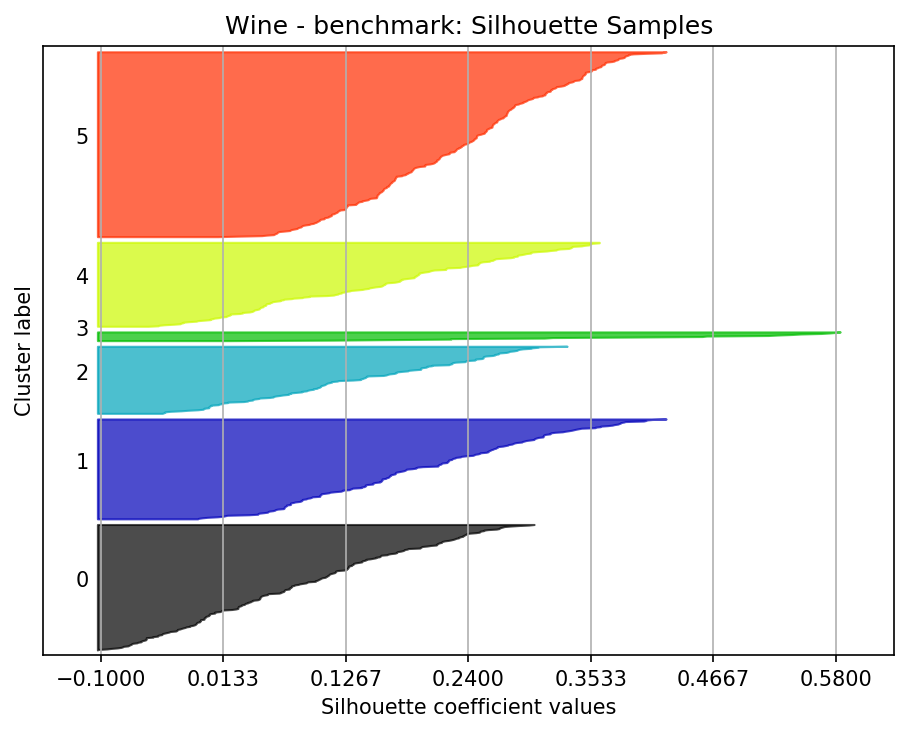 Wine - benchmark: Silhouette Samples
Cluster label
5
4
3
2
1
0
−0.1000 0.0133 0.1267 0.2400 0.3533 0.4667 0.5800
Silhouette coefficient values